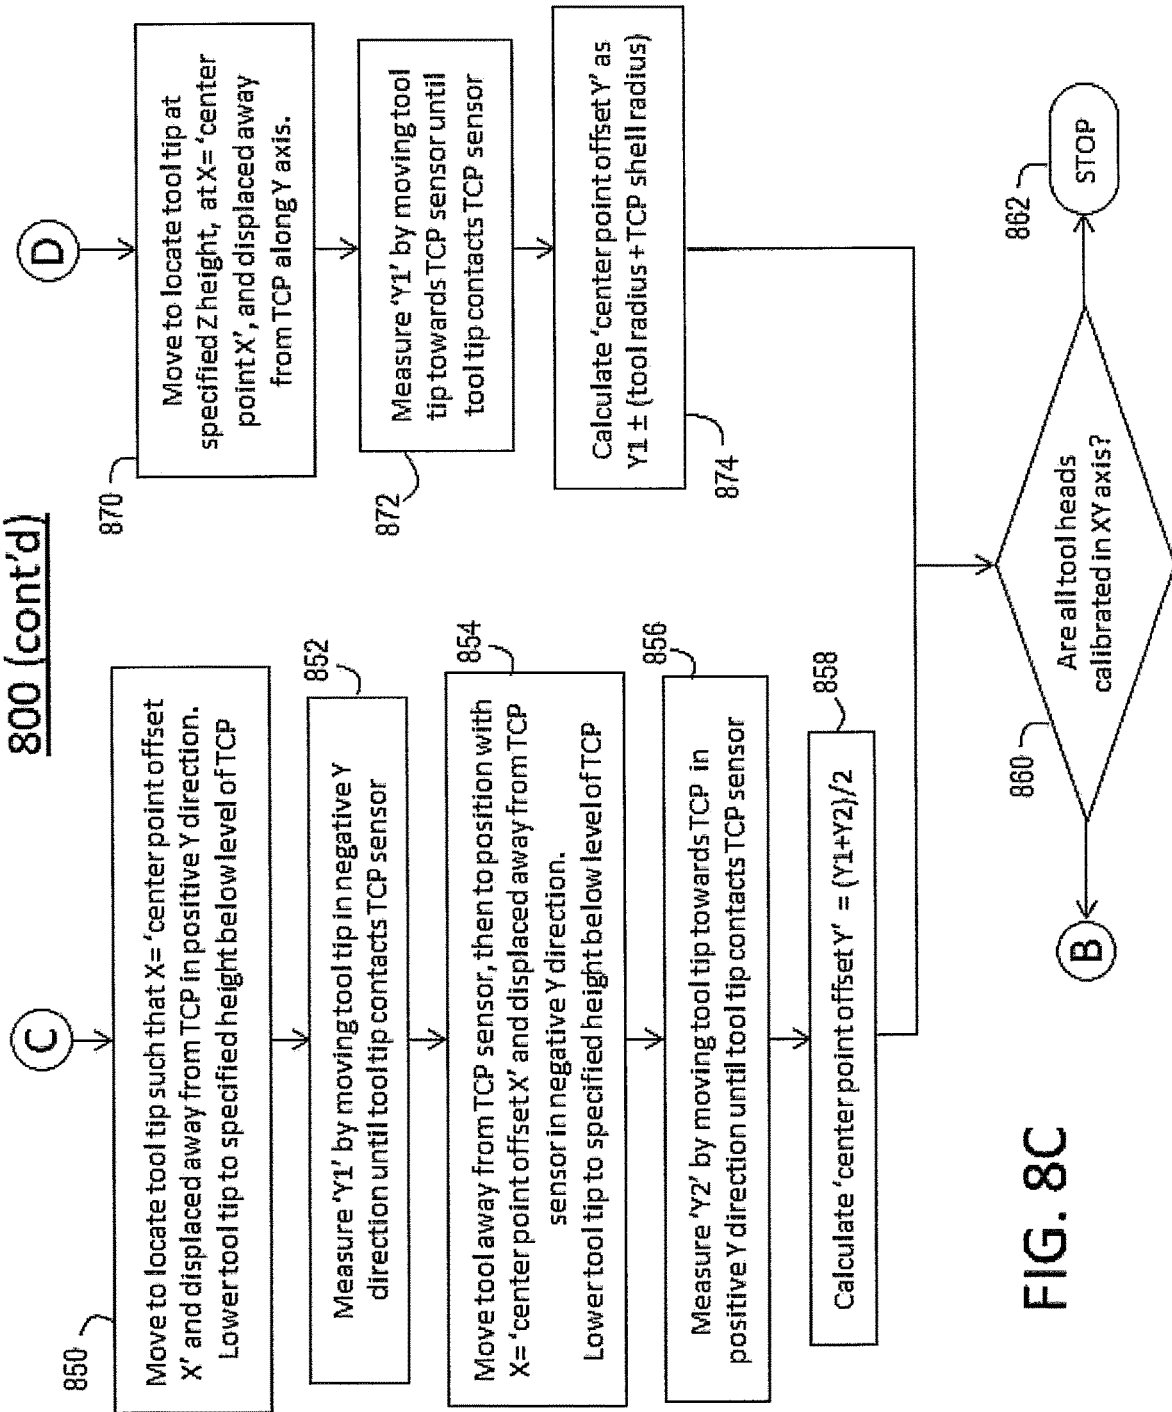 800 (cont'd)
C
850
Move to locate tool tip such that X= 'center point offset
X' and displaced away from TCP in positive Y direction.
Lower tool tip to specified height below level of TCP
852
Measure 'Y1' by moving tool tip in negative Y
direction until tool tip contacts TCP sensor
854
Move tool away from TCP sensor, then to position with
X= 'center point offset X' and displaced away from TCP
sensor in negative Y direction.
Lower tool tip to specified height below level of TCP
856
Measure 'Y2' by moving tool tip towards TCP in
positive Y direction until tool tip contacts TCP sensor
858
Calculate 'center point offset Y' = (Y1+Y2)/2
D
870
Move to locate tool tip at
specified Z height, at X= 'center
point X', and displaced away
from TCP along Y axis.
872
Measure 'Y1' by moving tool
tip towards TCP sensor until
tool tip contacts TCP sensor
874
Calculate 'center point offset Y' as
Y1 ± (tool radius + TCP shell radius)
860
Are all tool heads
calibrated in XY axis?
B
862
STOP
FIG. 8C